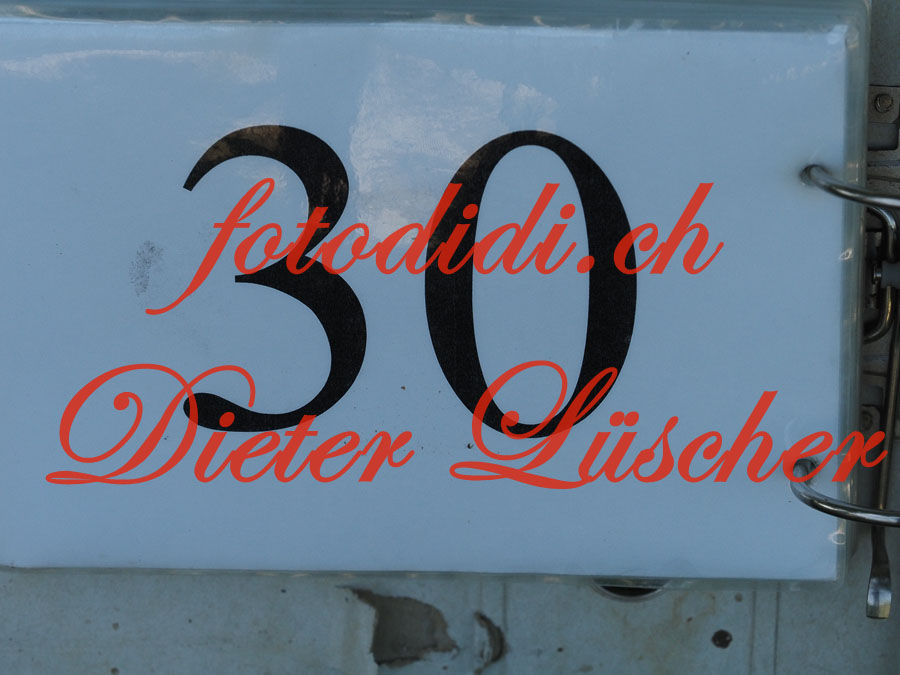 30
fotodidi.ch
Dieter Lüscher